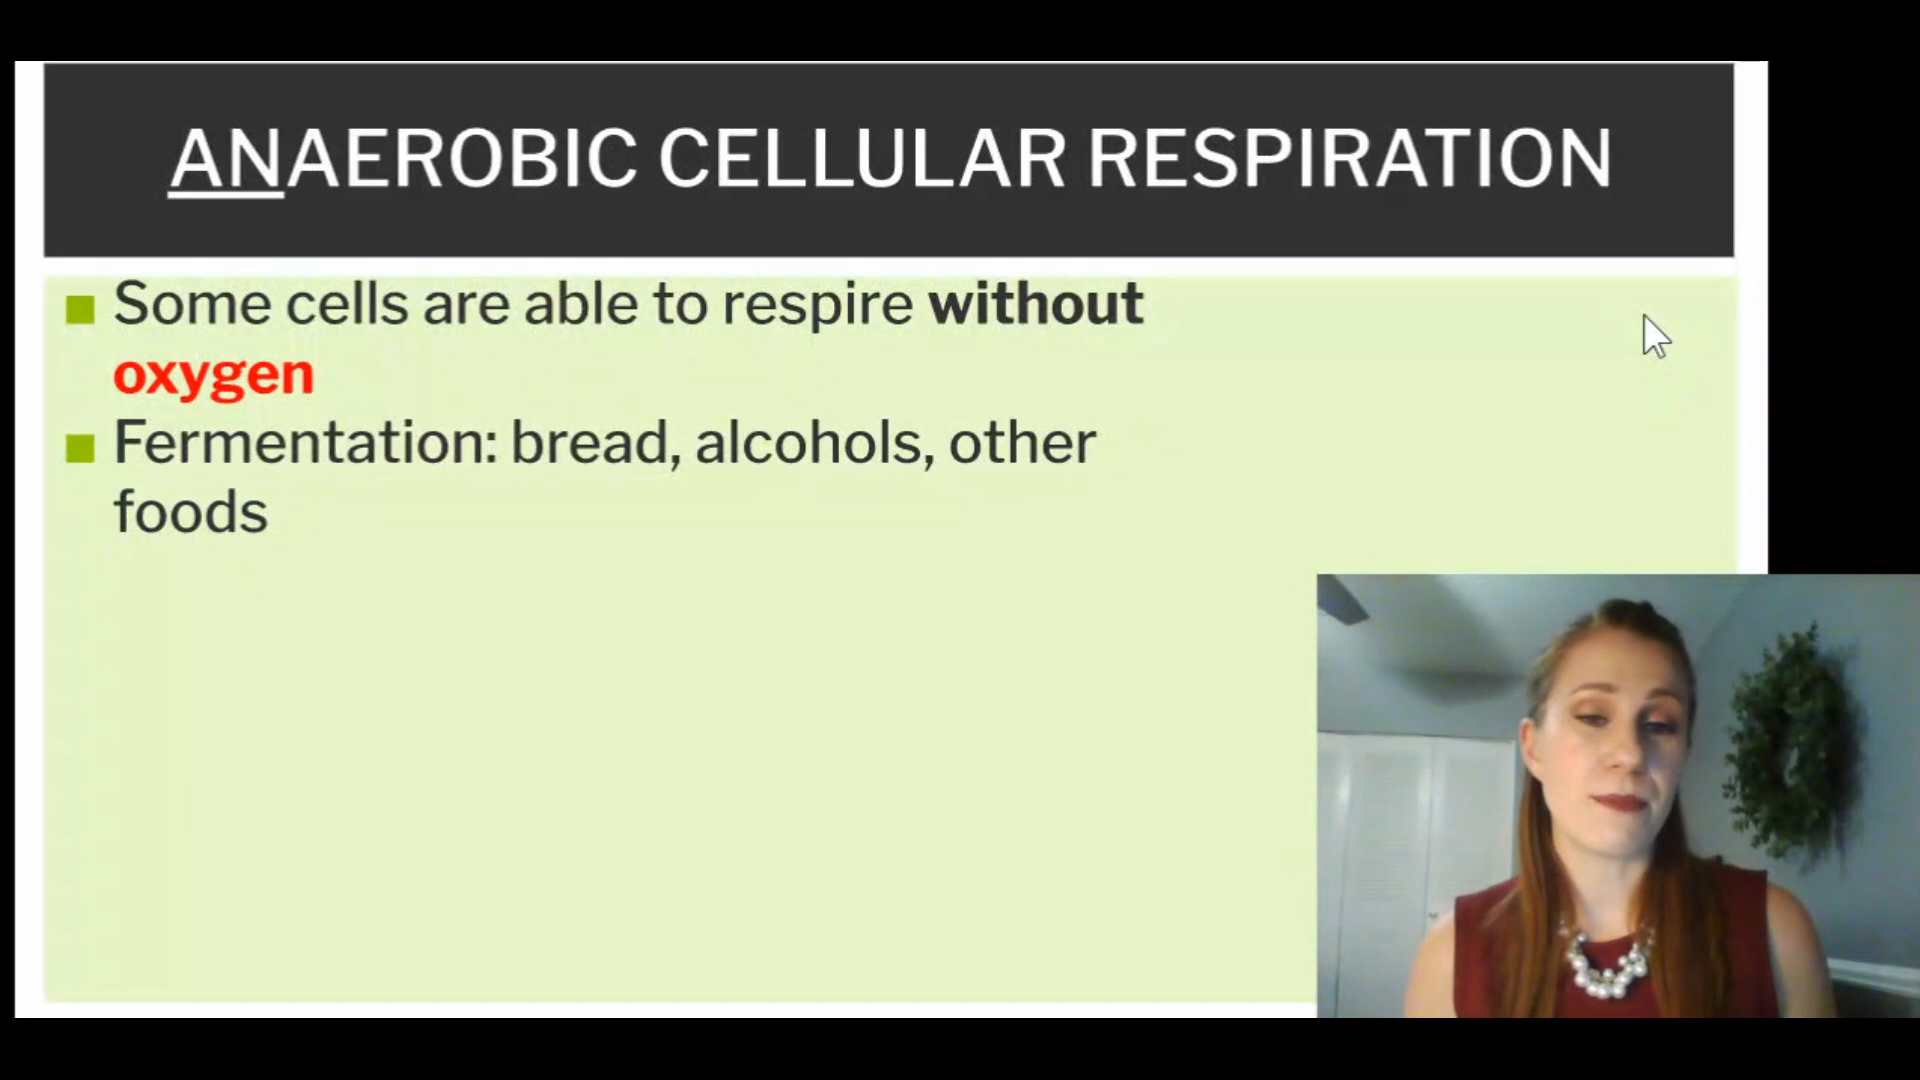 ANAEROBIC CELLULAR RESPIRATION
Some cells are able to respire without
oxygen
Fermentation: bread, alcohols, other
foods